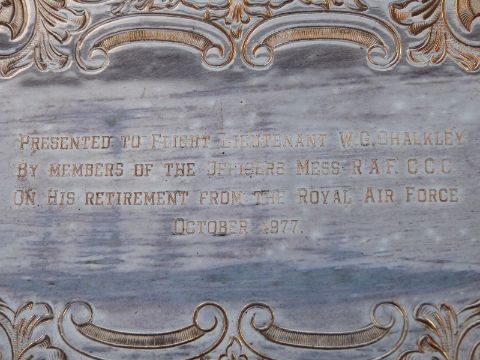 Presented to Flight Lieutenant W.G. Chalkley
By members of the Officers Mess R.A.F. C.C.C.
On His retirement from the Royal Air Force
October 1977.